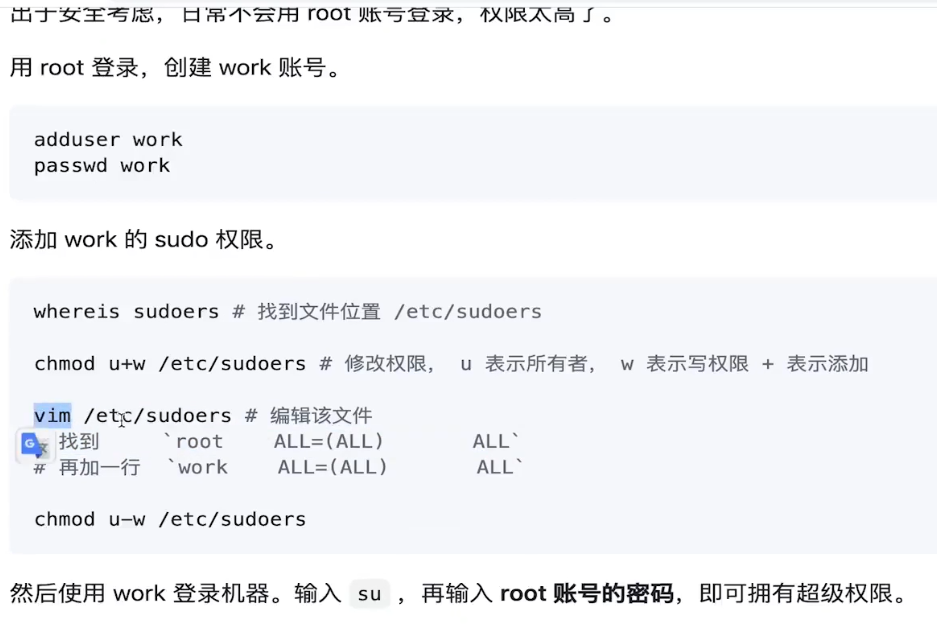 出于安全考虑，日常不会用 root 账号登录，权限太高了。
用 root 登录，创建 work 账号。
adduser work
passwd work
添加 work 的 sudo 权限。
whereis sudoers # 找到文件位置 /etc/sudoers
chmod u+w /etc/sudoers # 修改权限， u 表示所有者， w 表示写权限 + 表示添加
vim /etc/sudoers # 编辑该文件
找到 `root ALL=(ALL) ALL`
# 再加一行 `work ALL=(ALL) ALL`
chmod u-w /etc/sudoers
然后使用 work 登录机器。输入 su ，再输入 root 账号的密码，即可拥有超级权限。